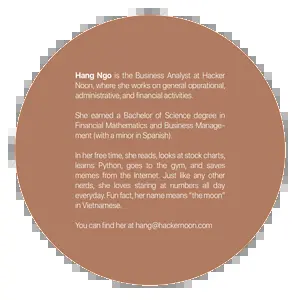 Hang Ngo is the Business Analyst at Hacker
Noon, where she works on general operational,
administrative, and financial activities.
She earned a Bachelor of Science degree in
Financial Mathematics and Business Manage-
ment (with a minor in Spanish).
In her free time, she reads, looks at stock charts,
learns Python, goes to the gym, and saves
memes from the Internet. Just like any other
nerds, she loves staring at numbers all day
everyday. Fun fact, her name means "the moon"
in Vietnamese.
You can find her at hang@hackernoon.com